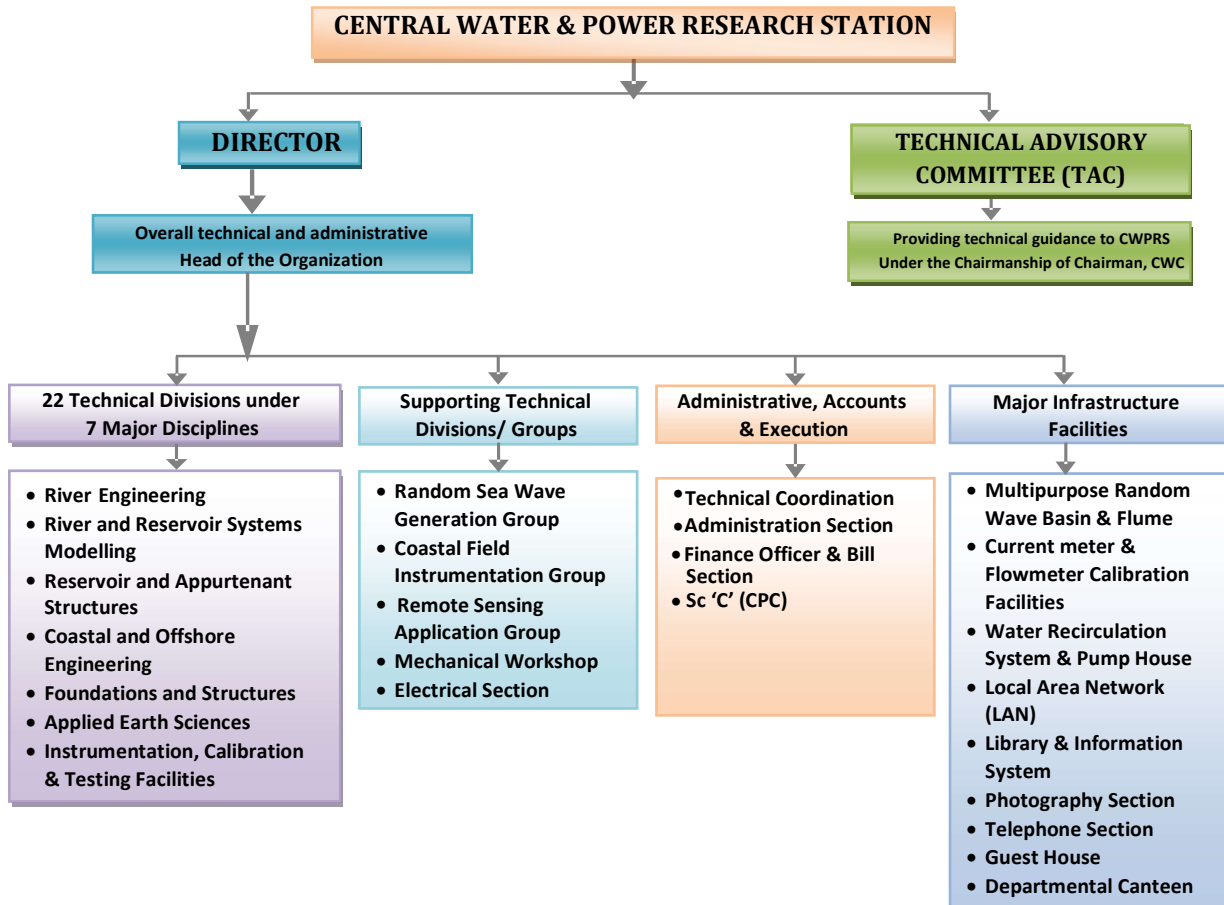 CENTRAL WATER & POWER RESEARCH STATION
DIRECTOR
TECHNICAL ADVISORY
COMMITTEE (TAC)
Overall technical and administrative
Head of the Organization
Providing technical guidance to CWPRS
Under the Chairmanship of Chairman, CWC
22 Technical Divisions under
7 Major Disciplines
• River Engineering
• River and Reservoir Systems
Modelling
• Reservoir and Appurtenant
Structures
• Coastal and Offshore
Engineering
• Foundations and Structures
• Applied Earth Sciences
• Instrumentation, Calibration
& Testing Facilities
Supporting Technical
Divisions/ Groups
• Random Sea Wave
Generation Group
• Coastal Field
Instrumentation Group
• Remote Sensing
Application Group
• Mechanical Workshop
• Electrical Section
Administrative, Accounts
& Execution
• Technical Coordination
• Administration Section
• Finance Officer & Bill
Section
• Sc ‘C’ (CPC)
Major Infrastructure
Facilities
• Multipurpose Random
Wave Basin & Flume
• Current meter &
Flowmeter Calibration
Facilities
• Water Recirculation
System & Pump House
• Local Area Network
(LAN)
• Library & Information
System
• Photography Section
• Telephone Section
• Guest House
• Departmental Canteen